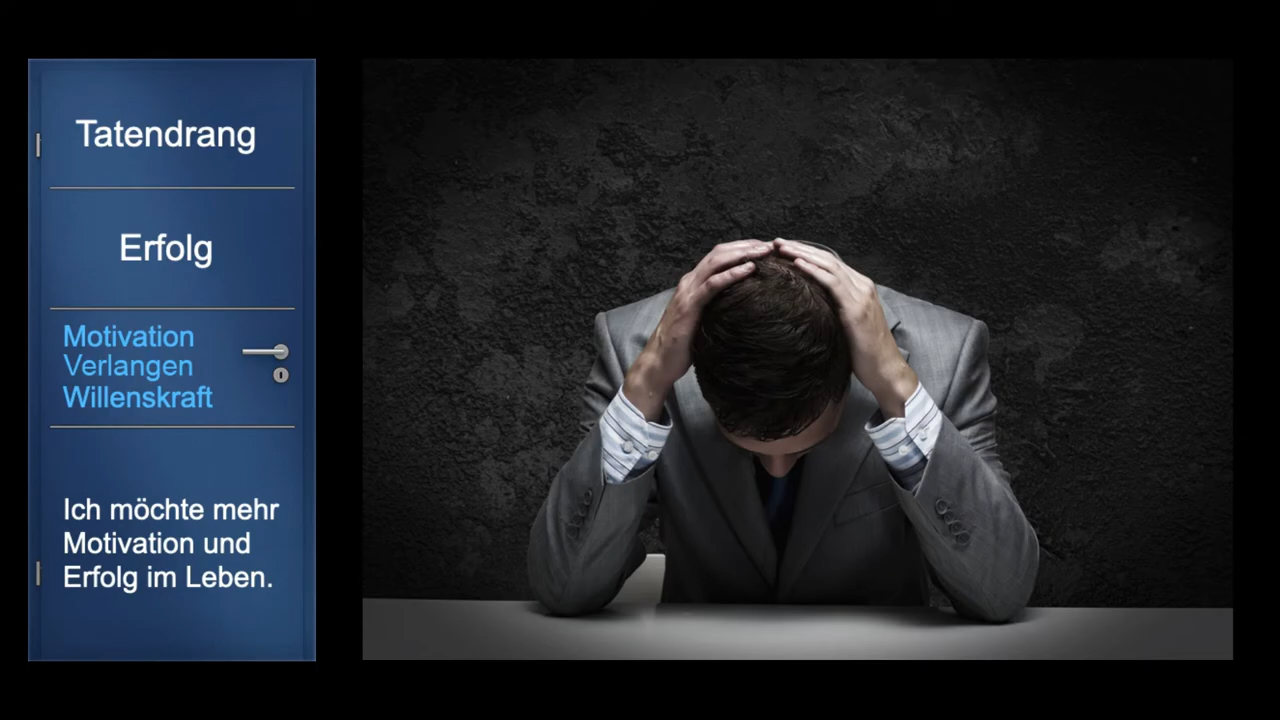 Tatendrang
Erfolg
Motivation
Verlangen
Willenskraft
Ich möchte mehr
Motivation und
Erfolg im Leben.